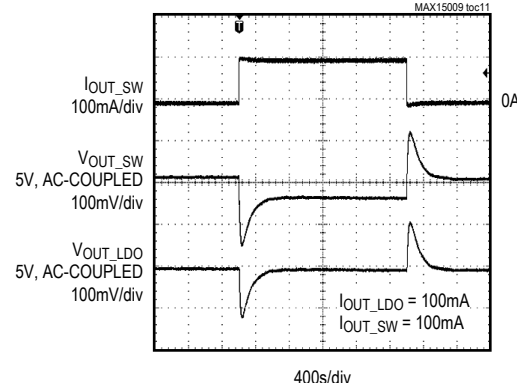 MAX15009 toc11
T
IOUT_SW
100mA/div
0A
VOUT_SW
5V, AC-COUPLED
100mV/div
VOUT_LDO
5V, AC-COUPLED
100mV/div
IOUT_LDO = 100mA
IOUT_SW = 100mA
400s/div